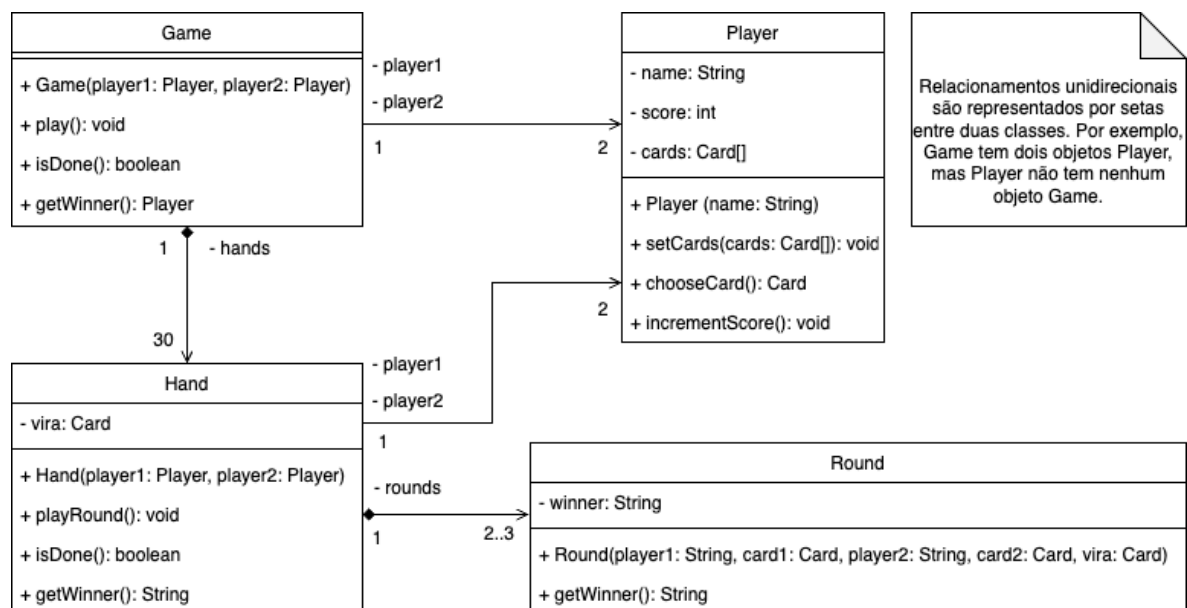 Game
+ Game(player1: Player, player2: Player)
+ play(): void
+ isDone(): boolean
+ getWinner(): Player
- player1
- player2
1
2
Player
- name: String
- score: int
- cards: Card[]
+ Player (name: String)
+ setCards(cards: Card[]): void
+ chooseCard(): Card
+ incrementScore(): void
Relacionamentos unidirecionais
são representados por setas
entre duas classes. Por exemplo,
Game tem dois objetos Player,
mas Player não tem nenhum
objeto Game.
1
- hands
30
2
- player1
- player2
1
Hand
- vira: Card
+ Hand(player1: Player, player2: Player)
+ playRound(): void
+ isDone(): boolean
+ getWinner(): String
- rounds
1
2..3
Round
- winner: String
+ Round(player1: String, card1: Card, player2: String, card2: Card, vira: Card)
+ getWinner(): String